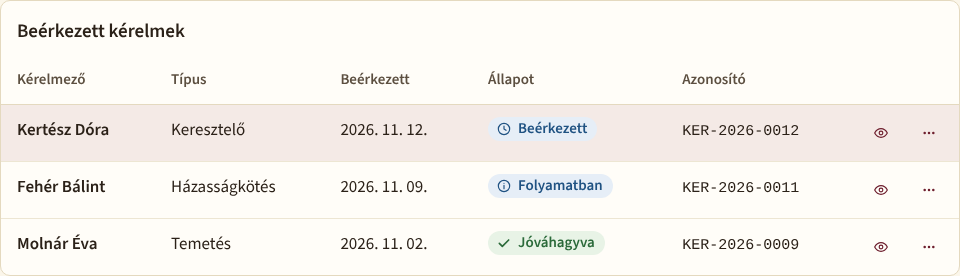 Beérkezett kérelmek
Kérelmező Típus Beérkezett Állapot Azonosító
Kertész Dóra Keresztelő 2026. 11. 12. Beérkezett KER-2026-0012
Fehér Bálint Házasságkötés 2026. 11. 09. Folyamatban KER-2026-0011
Molnár Éva Temetés 2026. 11. 02. Jóváhagyva KER-2026-0009